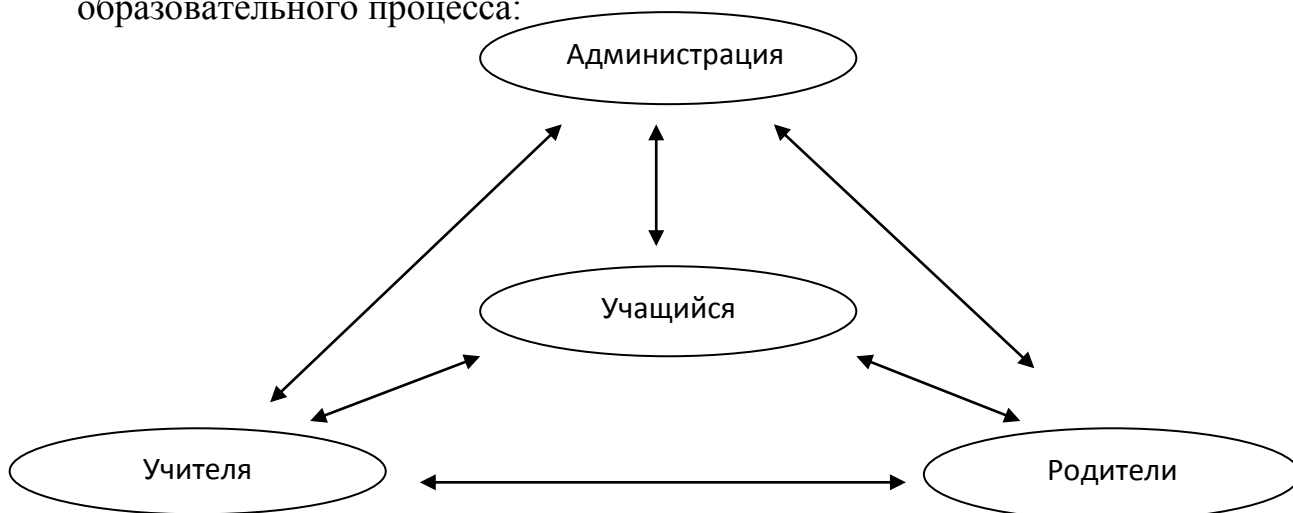 образовательного процесса:
Администрация
Учащийся
Учителя
Родители